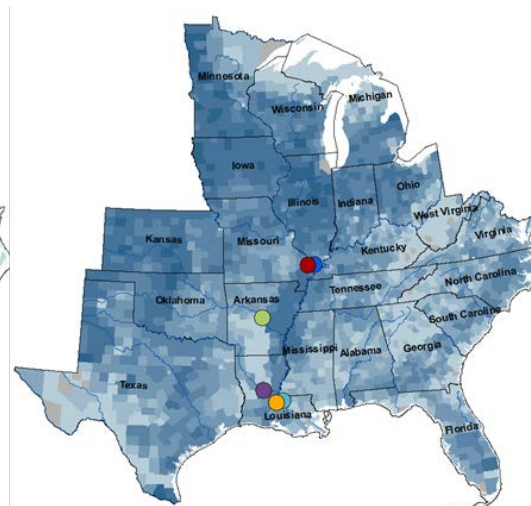 Minnesota
Wisconsin
Michigan
Iowa
Illinois
Indiana
Ohio
West Virginia
Virginia
Kansas
Missouri
Kentucky
Oklahoma
Arkansas
Tennessee
North Carolina
South Carolina
Mississippi
Alabama
Georgia
Texas
Louisiana
Florida